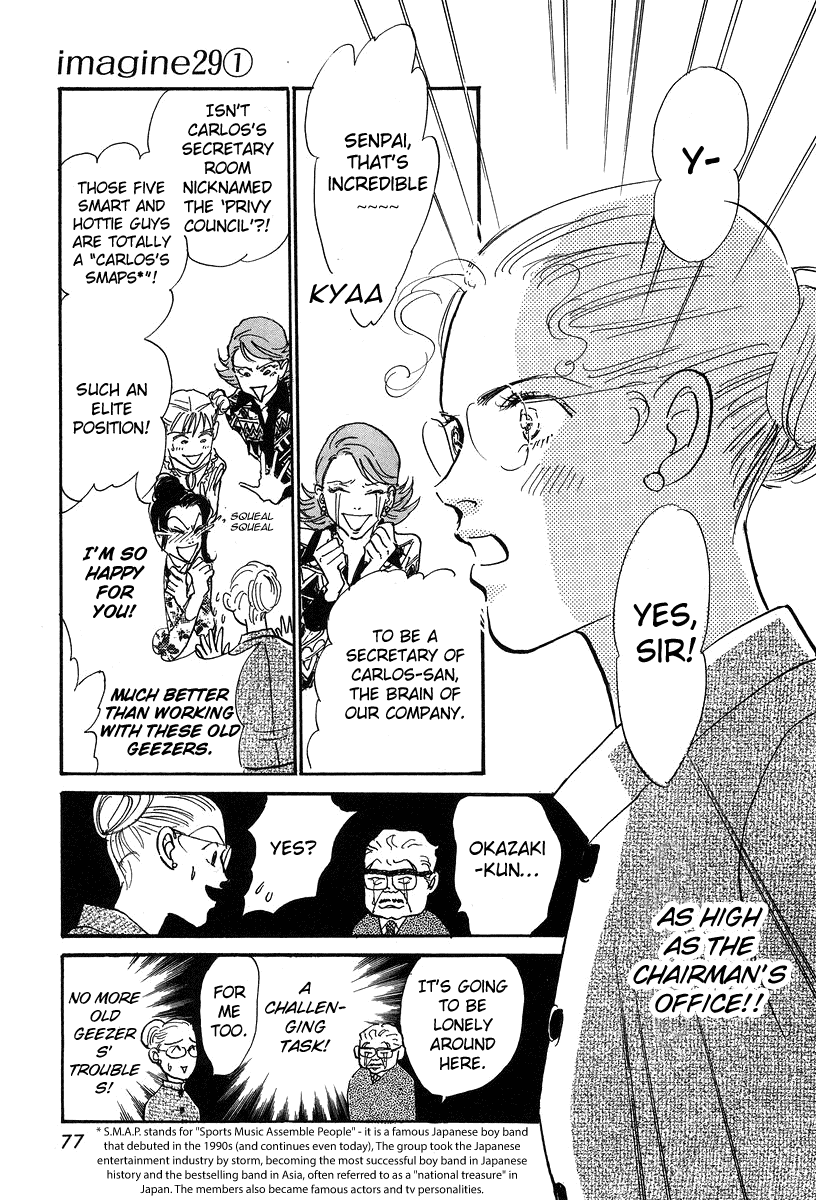 imagine29①
Y-
YES,
SIR!
AS HIGH
AS THE
CHAIRMAN'S
OFFICE!!
SENPAI,
THAT'S
INCREDIBLE
~~~~
KYAA
TO BE A
SECRETARY OF
CARLOS-SAN,
THE BRAIN OF
OUR COMPANY.
ISN'T
CARLOS'S
SECRETARY
ROOM
NICKNAMED
THE 'PRIVY
COUNCIL'?!
THOSE FIVE
SMART AND
HOTTIE GUYS
ARE TOTALLY
A "CARLOS'S
SMAPS*"!
SUCH AN
ELITE
POSITION!
SQUEAL
SQUEAL
I'M SO
HAPPY
FOR
YOU!
MUCH BETTER
THAN WORKING
WITH THESE OLD
GEEZERS.
OKAZAKI
-KUN...
YES?
IT'S GOING
TO BE
LONELY
AROUND
HERE.
A
CHALLEN-
GING
TASK!
FOR
ME
TOO.
NO MORE
OLD
GEEZER
S'
TROUBLE
S!
77
* S.M.A.P. stands for "Sports Music Assemble People" - it is a famous Japanese boy band
that debuted in the 1990s (and continues even today), The group took the Japanese
entertainment industry by storm, becoming the most successful boy band in Japanese
history and the bestselling band in Asia, often referred to as a "national treasure" in
Japan. The members also became famous actors and tv personalities.